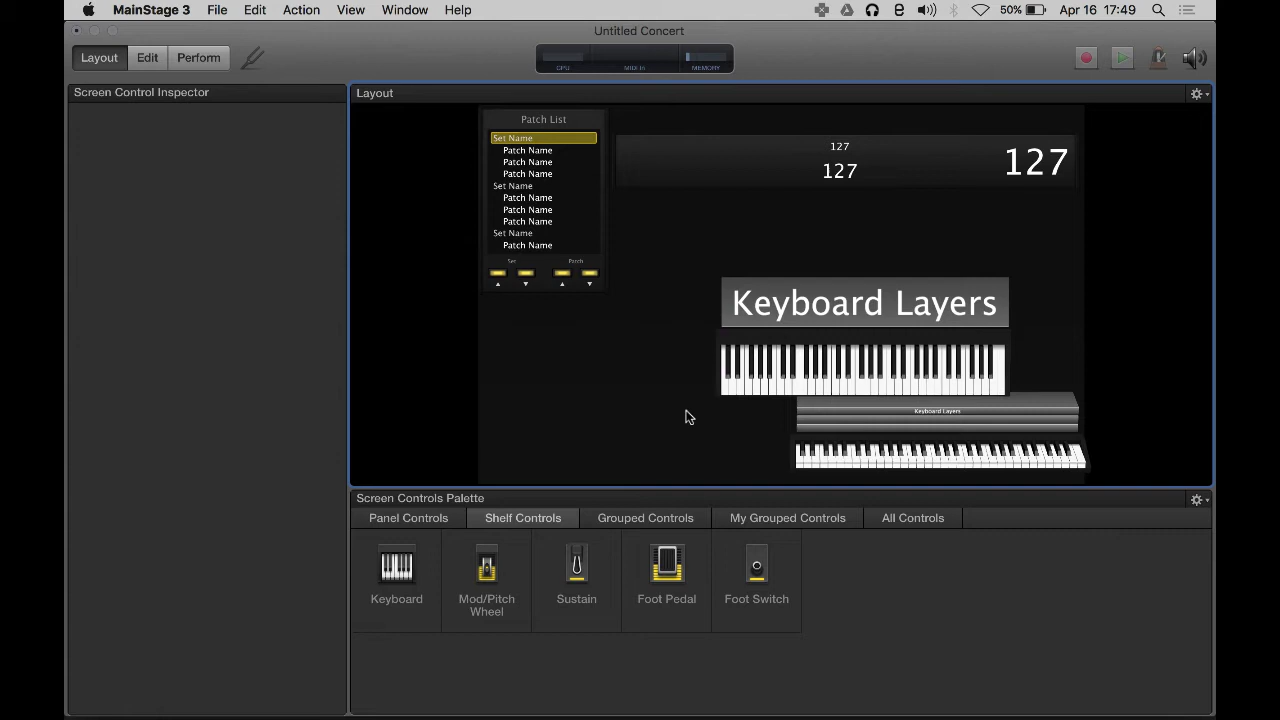 MainStage 3 File Edit Action View Window Help 50% Apr 16 17:49
Untitled Concert
Layout Edit Perform
CPU MIDI IN MEMORY
Screen Control Inspector
Layout
Patch List
Set Name
Patch Name
Patch Name
Patch Name
Set Name
Patch Name
Patch Name
Patch Name
Set Name
Patch Name
Set Patch
127
127
127
Keyboard Layers
Keyboard Layers
Screen Controls Palette
Panel Controls Shelf Controls Grouped Controls My Grouped Controls All Controls
Keyboard Mod/Pitch Sustain Foot Pedal Foot Switch
Wheel